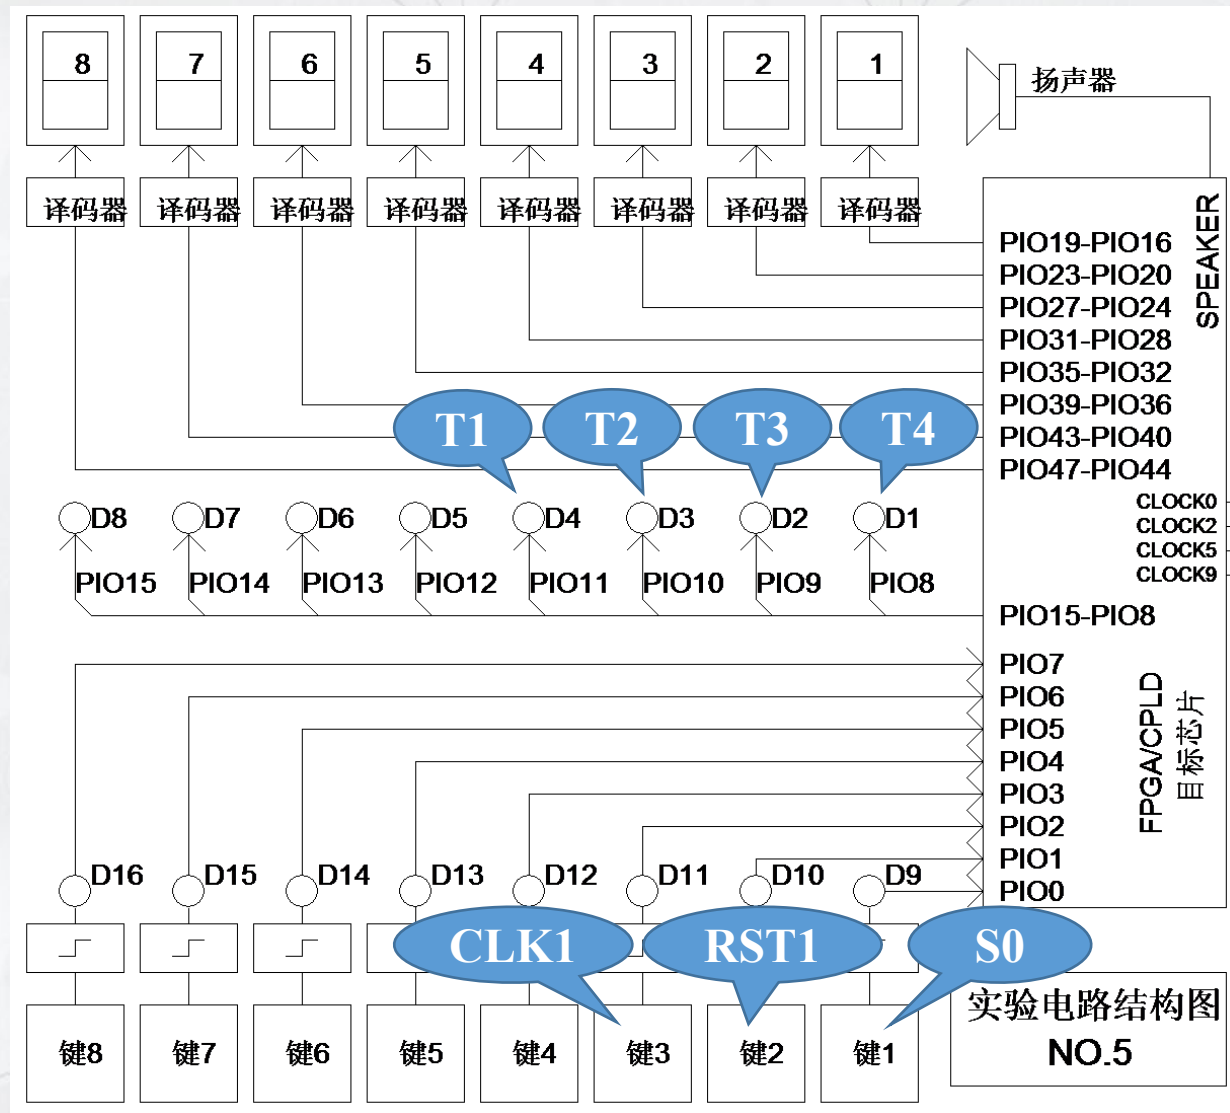 8 7 6 5 4 3 2 1
扬声器
译码器 译码器 译码器 译码器 译码器 译码器 译码器 译码器
SPEAKER
PIO19-PIO16
PIO23-PIO20
PIO27-PIO24
PIO31-PIO28
PIO35-PIO32
PIO39-PIO36
T1 T2 T3 T4
PIO43-PIO40
PIO47-PIO44
CLOCK0
CLOCK2
CLOCK5
CLOCK9
D8 D7 D6 D5 D4 D3 D2 D1
PIO15 PIO14 PIO13 PIO12 PIO11 PIO10 PIO9 PIO8
PIO15-PIO8
PIO7
PIO6
PIO5
PIO4
PIO3
PIO2
PIO1
PIO0
FPGA/CPLD
目标芯片
D16 D15 D14 D13 D12 D11 D10 D9
CLK1 RST1 S0
键8 键7 键6 键5 键4 键3 键2 键1
实验电路结构图
NO.5